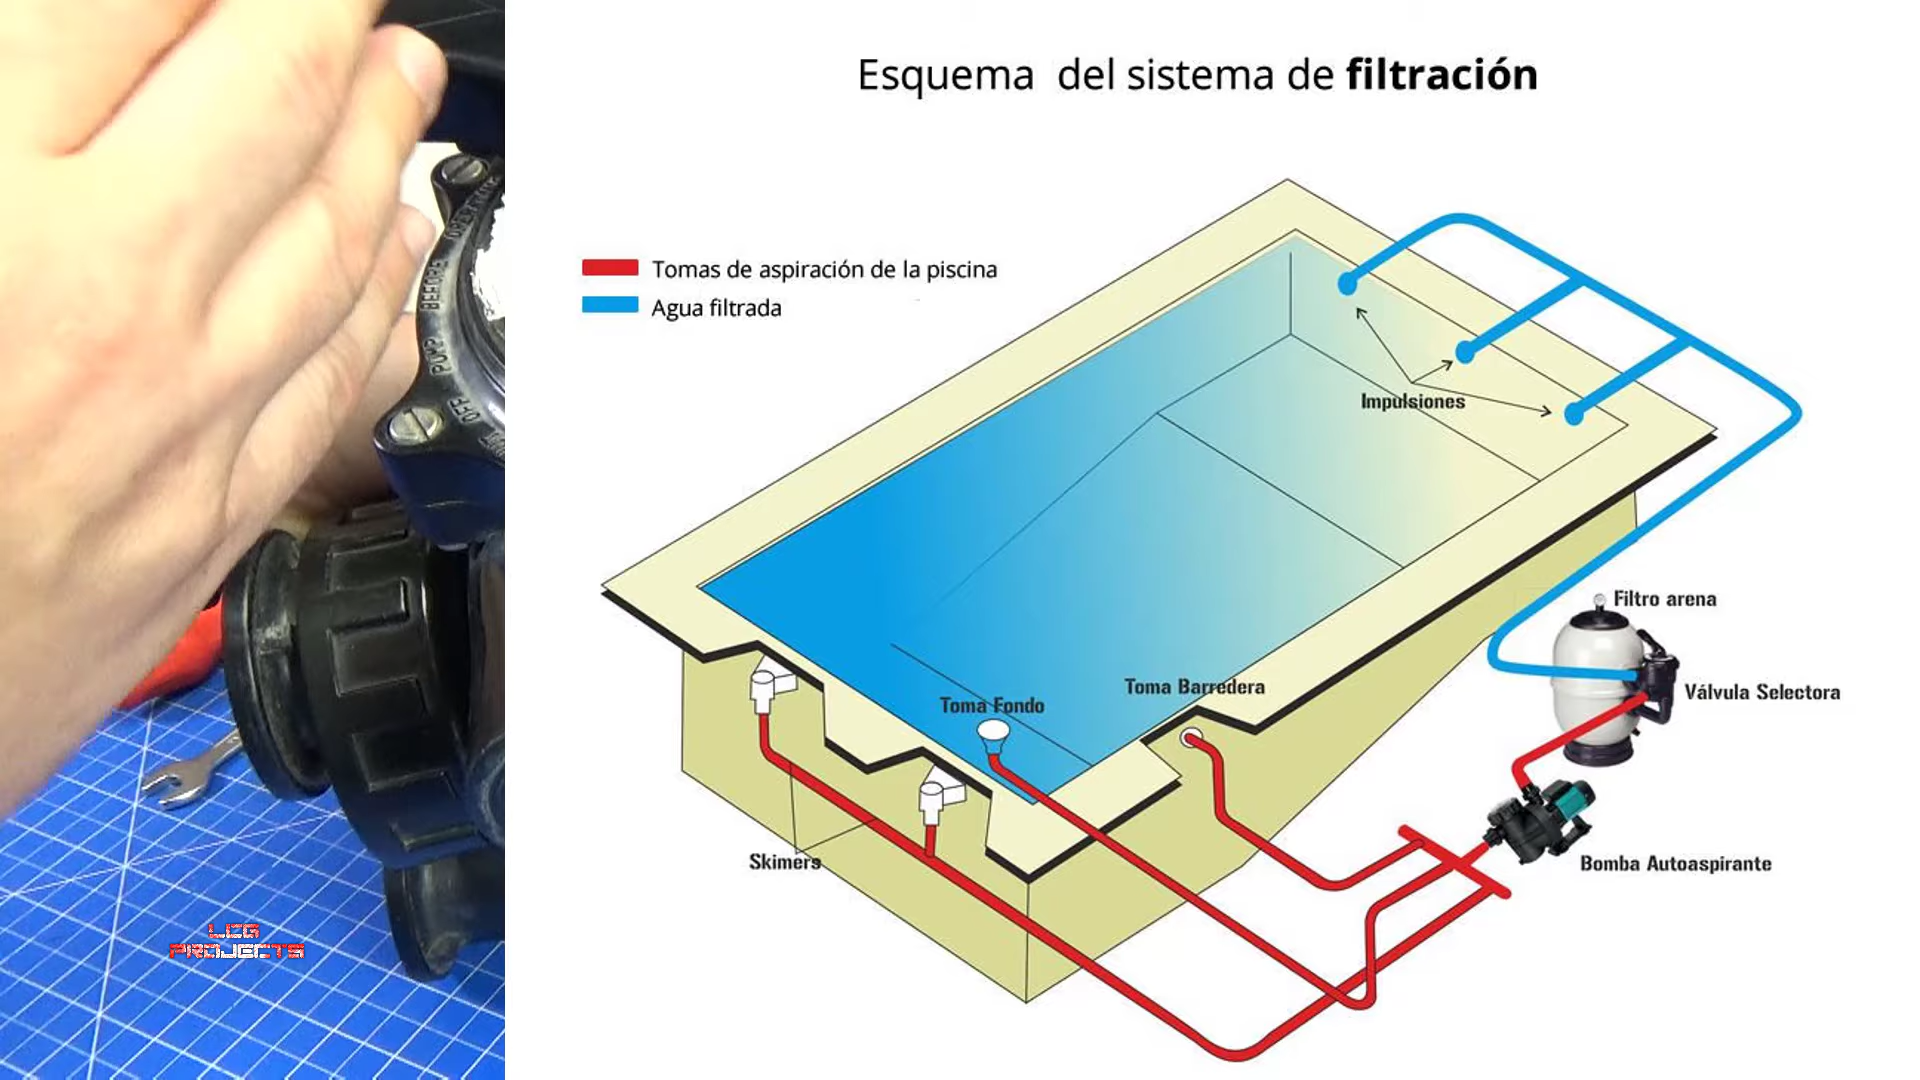 Esquema del sistema de filtración
Tomas de aspiración de la piscina
Agua filtrada
Impulsiones
Filtro arena
Válvula Selectora
Toma Barredera
Toma Fondo
Skimers
Bomba Autoaspirante
PUMP
OFF
LCG
PROJECTS